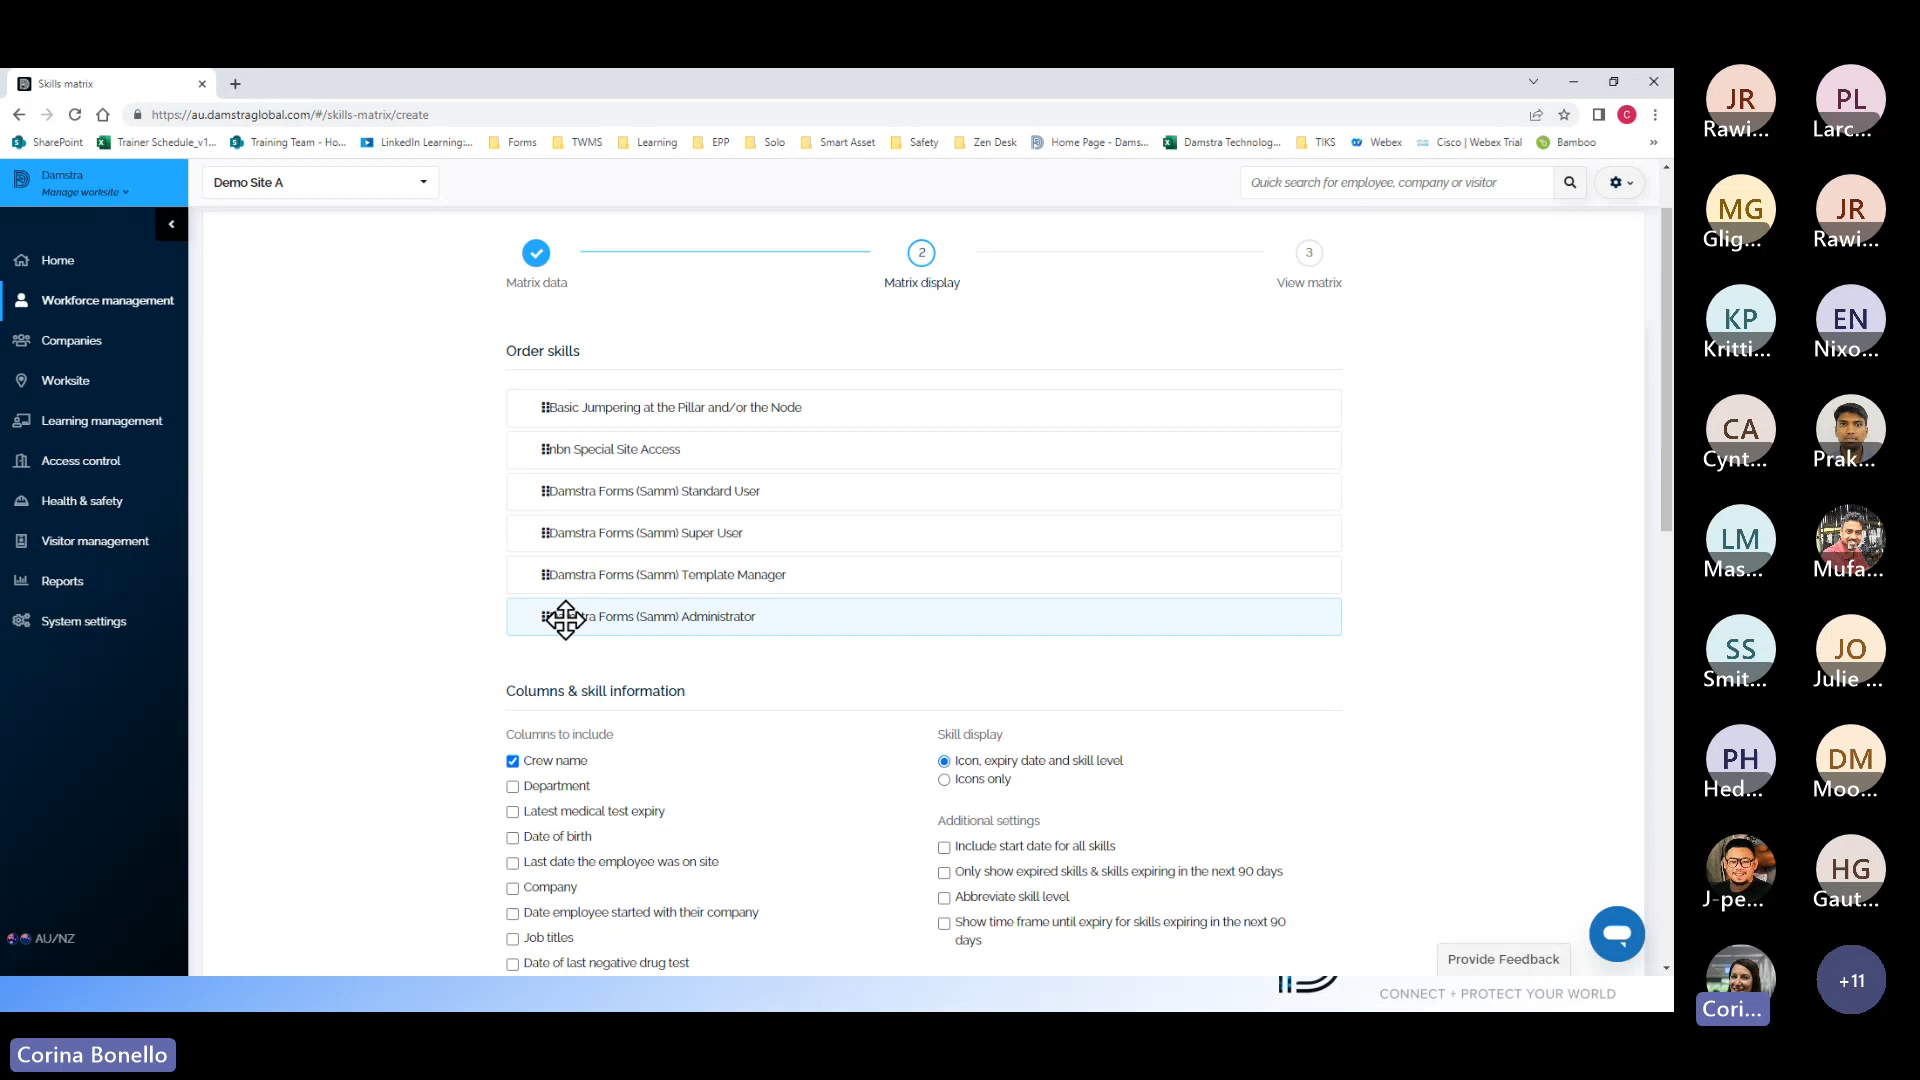 Skills matrix
https://au.damstraglobal.com/#/skills-matrix/create
SharePoint
Trainer Schedule_v1...
Training Team - Ho...
LinkedIn Learning:...
Forms
TWMS
Learning
EPP
Solo
Smart Asset
Safety
Zen Desk
Home Page - Dams...
Damstra Technolog...
TIKS
Webex
Cisco | Webex Trial
Bamboo
»
C
Damstra
Manage worksite
Demo Site A
Quick search for employee, company or visitor
Home
Workforce management
Companies
Worksite
Learning management
Access control
Health & safety
Visitor management
Reports
System settings
AU/NZ
Matrix data
2
Matrix display
3
View matrix
Order skills
Basic Jumpering at the Pillar and/or the Node
nbn Special Site Access
Damstra Forms (Samm) Standard User
Damstra Forms (Samm) Super User
Damstra Forms (Samm) Template Manager
Forms (Samm) Administrator
Columns & skill information
Columns to include
Crew name
Department
Latest medical test expiry
Date of birth
Last date the employee was on site
Company
Date employee started with their company
Job titles
Date of last negative drug test
Skill display
Icon, expiry date and skill level
Icons only
Additional settings
Include start date for all skills
Only show expired skills & skills expiring in the next 90 days
Abbreviate skill level
Show time frame until expiry for skills expiring in the next 90
days
Provide Feedback
CONNECT + PROTECT YOUR WORLD
Corina Bonello
JR
Rawi...
PL
Larc...
MG
Glig...
JR
Rawi...
KP
Kritti...
EN
Nixo...
CA
Cynt...
Prak...
LM
Mas...
Mufa...
SS
Smit...
JO
Julie ...
PH
Hed...
DM
Moo...
J-pe...
HG
Gaut...
Cori...
+11